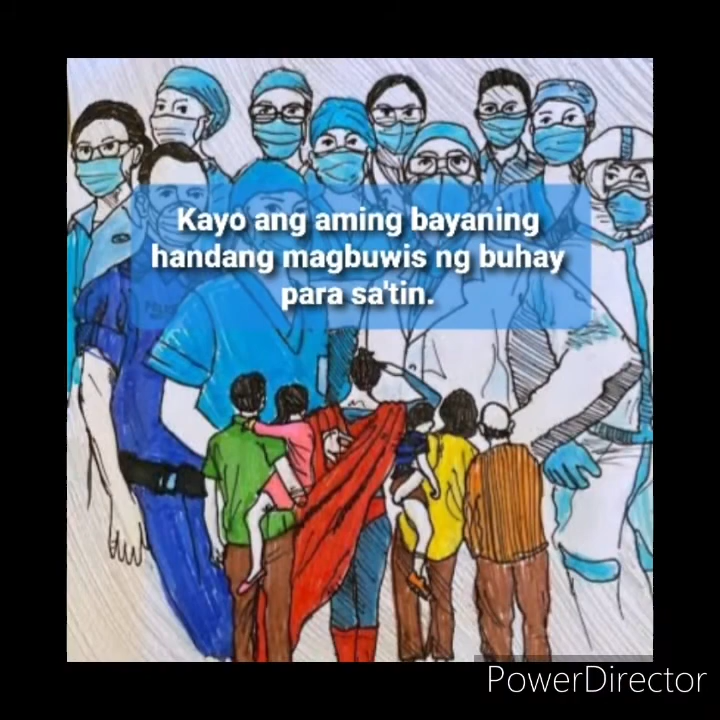 Kayo ang aming bayaning
handang magbuwis ng buhay
para sa'tin.
PowerDirector